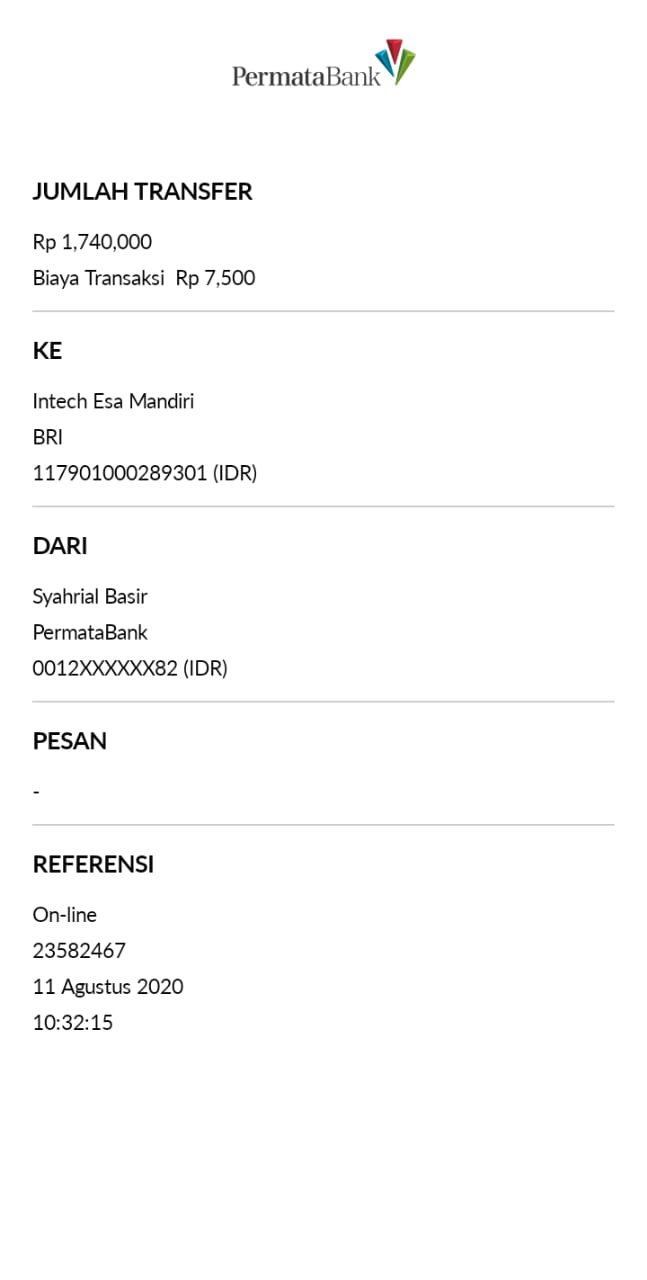 PermataBank
JUMLAH TRANSFER
Rp 1,740,000
Biaya Transaksi Rp 7,500
KE
Intech Esa Mandiri
BRI
117901000289301 (IDR)
DARI
Syahrial Basir
PermataBank
0012XXXXXX82 (IDR)
PESAN
-
REFERENSI
On-line
23582467
11 Agustus 2020
10:32:15